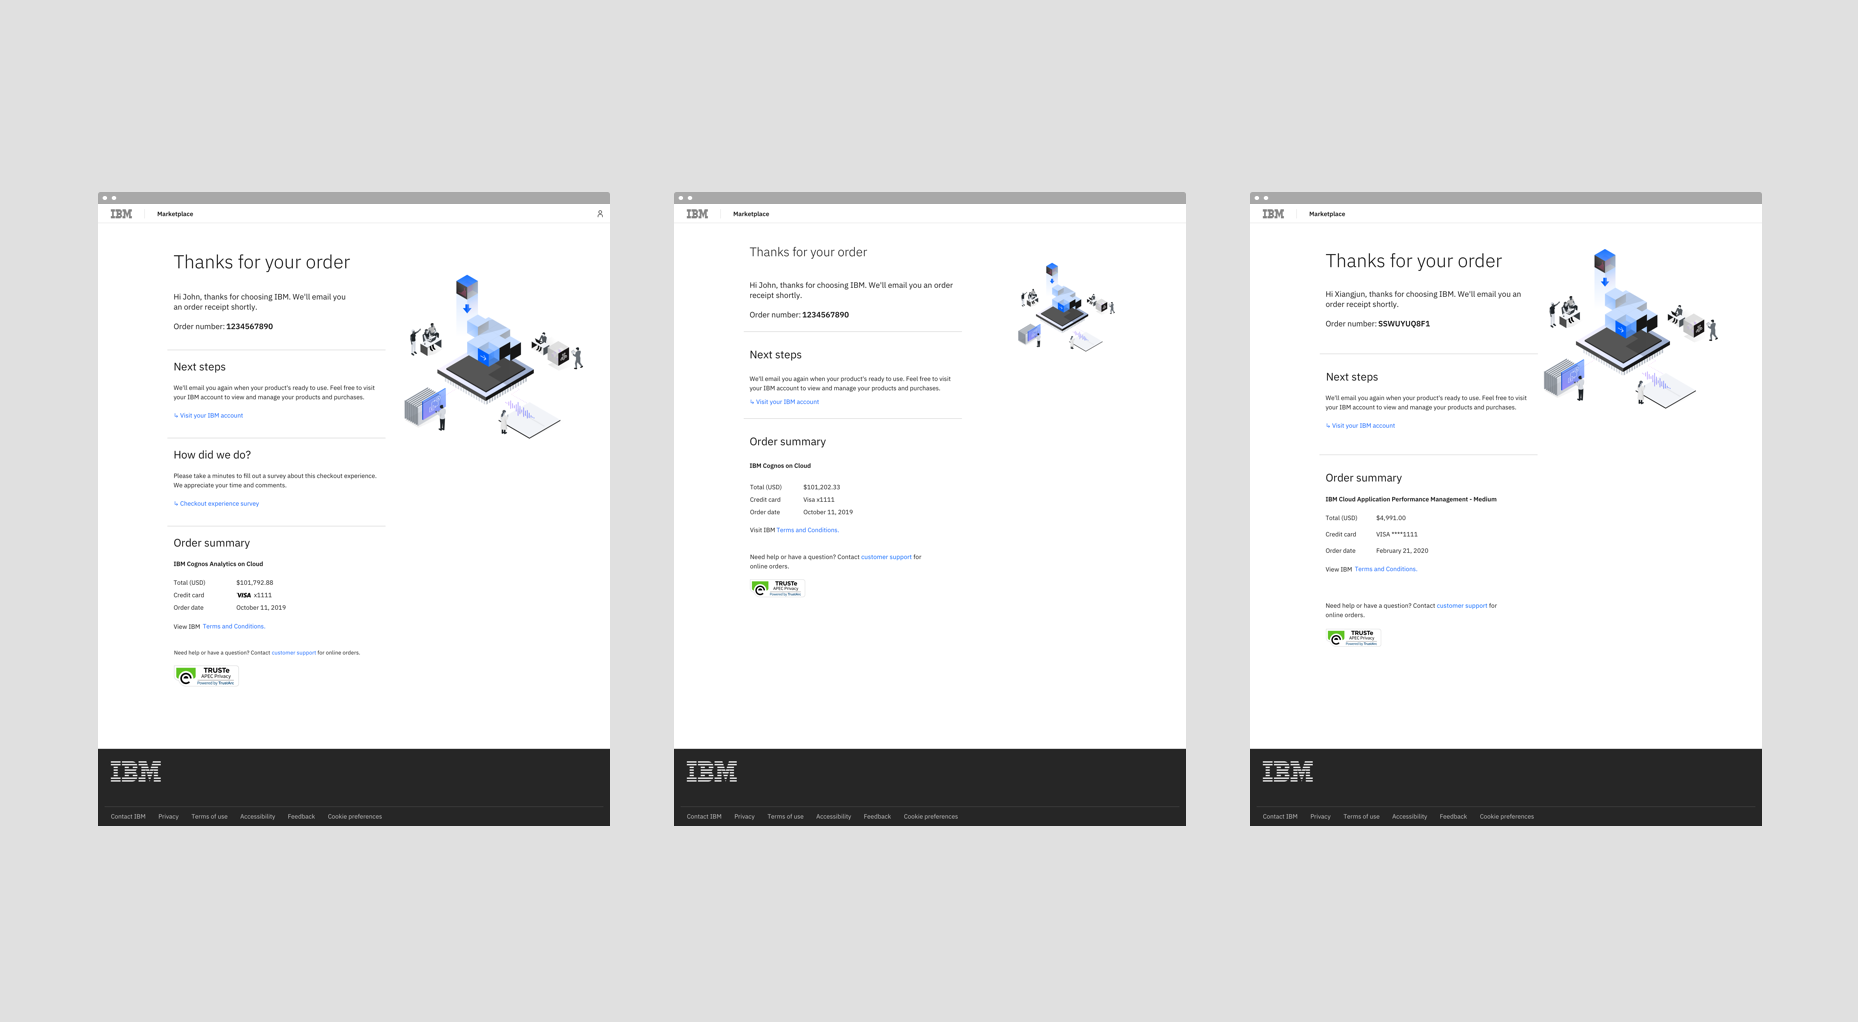 IBM Marketplace
Thanks for your order
Hi John, thanks for choosing IBM. We'll email you
an order receipt shortly.
Order number: 1234567890
Next steps
We'll email you again when your product's ready to use. Feel free to visit
your IBM account to view and manage your products and purchases.
↳ Visit your IBM account
How did we do?
Please take a minutes to fill out a survey about this checkout experience.
We appreciate your time and comments.
↳ Checkout experience survey
Order summary
IBM Cognos Analytics on Cloud
Total (USD) $101,792.88
Credit card VISA x1111
Order date October 11, 2019
View IBM Terms and Conditions.
Need help or have a question? Contact customer support for online orders.
TRUSTe
APEC Privacy
Powered by TrustArc
IBM
Contact IBM Privacy Terms of use Accessibility Feedback Cookie preferences
IBM Marketplace
Thanks for your order
Hi John, thanks for choosing IBM. We'll email you an order
receipt shortly.
Order number: 1234567890
Next steps
We'll email you again when your product's ready to use. Feel free to visit
your IBM account to view and manage your products and purchases.
↳ Visit your IBM account
Order summary
IBM Cognos on Cloud
Total (USD) $101,202.33
Credit card Visa x1111
Order date October 11, 2019
Visit IBM Terms and Conditions.
Need help or have a question? Contact customer support for
online orders.
TRUSTe
APEC Privacy
Powered by TrustArc
IBM
Contact IBM Privacy Terms of use Accessibility Feedback Cookie preferences
IBM Marketplace
Thanks for your order
Hi Xiangjun, thanks for choosing IBM. We'll email you an
order receipt shortly.
Order number: SSWUYUQ8F1
Next steps
We'll email you again when your product's ready to use. Feel free to visit
your IBM account to view and manage your products and purchases.
↳ Visit your IBM account
Order summary
IBM Cloud Application Performance Management - Medium
Total (USD) $4,991.00
Credit card VISA ****1111
Order date February 21, 2020
View IBM Terms and Conditions.
Need help or have a question? Contact customer support for
online orders.
TRUSTe
APEC Privacy
Powered by TrustArc
IBM
Contact IBM Privacy Terms of use Accessibility Feedback Cookie preferences